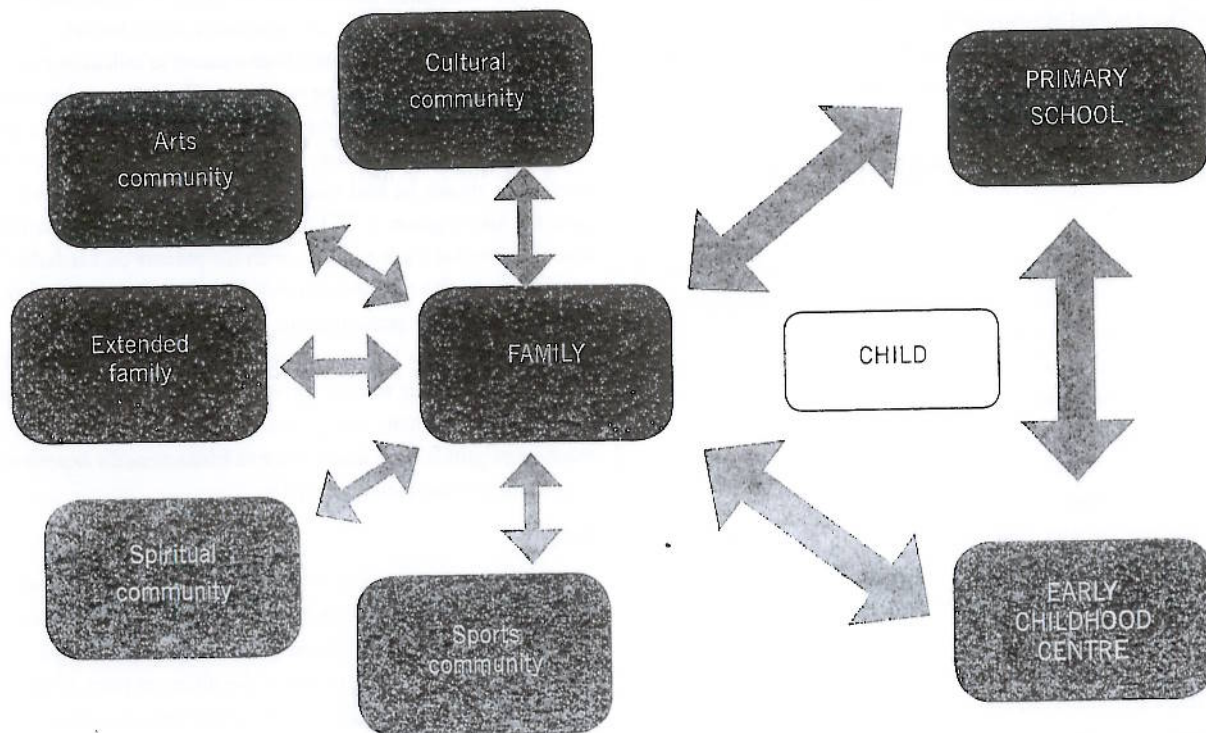 Cultural
community
PRIMARY
SCHOOL
Arts
community
Extended
family
FAMILY
CHILD
Spiritual
community
Sports
community
EARLY
CHILDHOOD
CENTRE